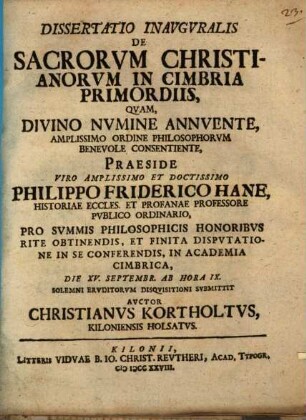 23.
DISSERTATIO INAVGVRALIS
DE
SACRORVM CHRISTI-
ANORVM IN CIMBRIA
PRIMORDIIS,
QVAM,
DIVINO NVMINE ANNVENTE,
AMPLISSIMO ORDINE PHILOSOPHORVM
BENEVOLE CONSENTIENTE,
PRAESIDE
VIRO AMPLISSIMO ET DOCTISSIMO
PHILIPPO FRIDERICO HANE,
HISTORIAE ECCLES. ET PROFANAE PROFESSORE
PVBLICO ORDINARIO,
PRO SVMMIS PHILOSOPHICIS HONORIBVS
RITE OBTINENDIS, ET FINITA DISPVTATIO-
NE IN SE CONFERENDIS, IN ACADEMIA
CIMBRICA,
DIE XV. SEPTEMBR. AB HORA IX.
SOLEMNI ERVDITORVM DISQVISITIONI SVBMITTIT
AVCTOR
CHRISTIANVS KORTHOLTVS,
KILONIENSIS HOLSATVS.
KILONII,
LITTERIS VIDVAE B. IO. CHRIST. REVTHERI, ACAD. TYPOGR.
CIↃ IↃCC XXVIII.